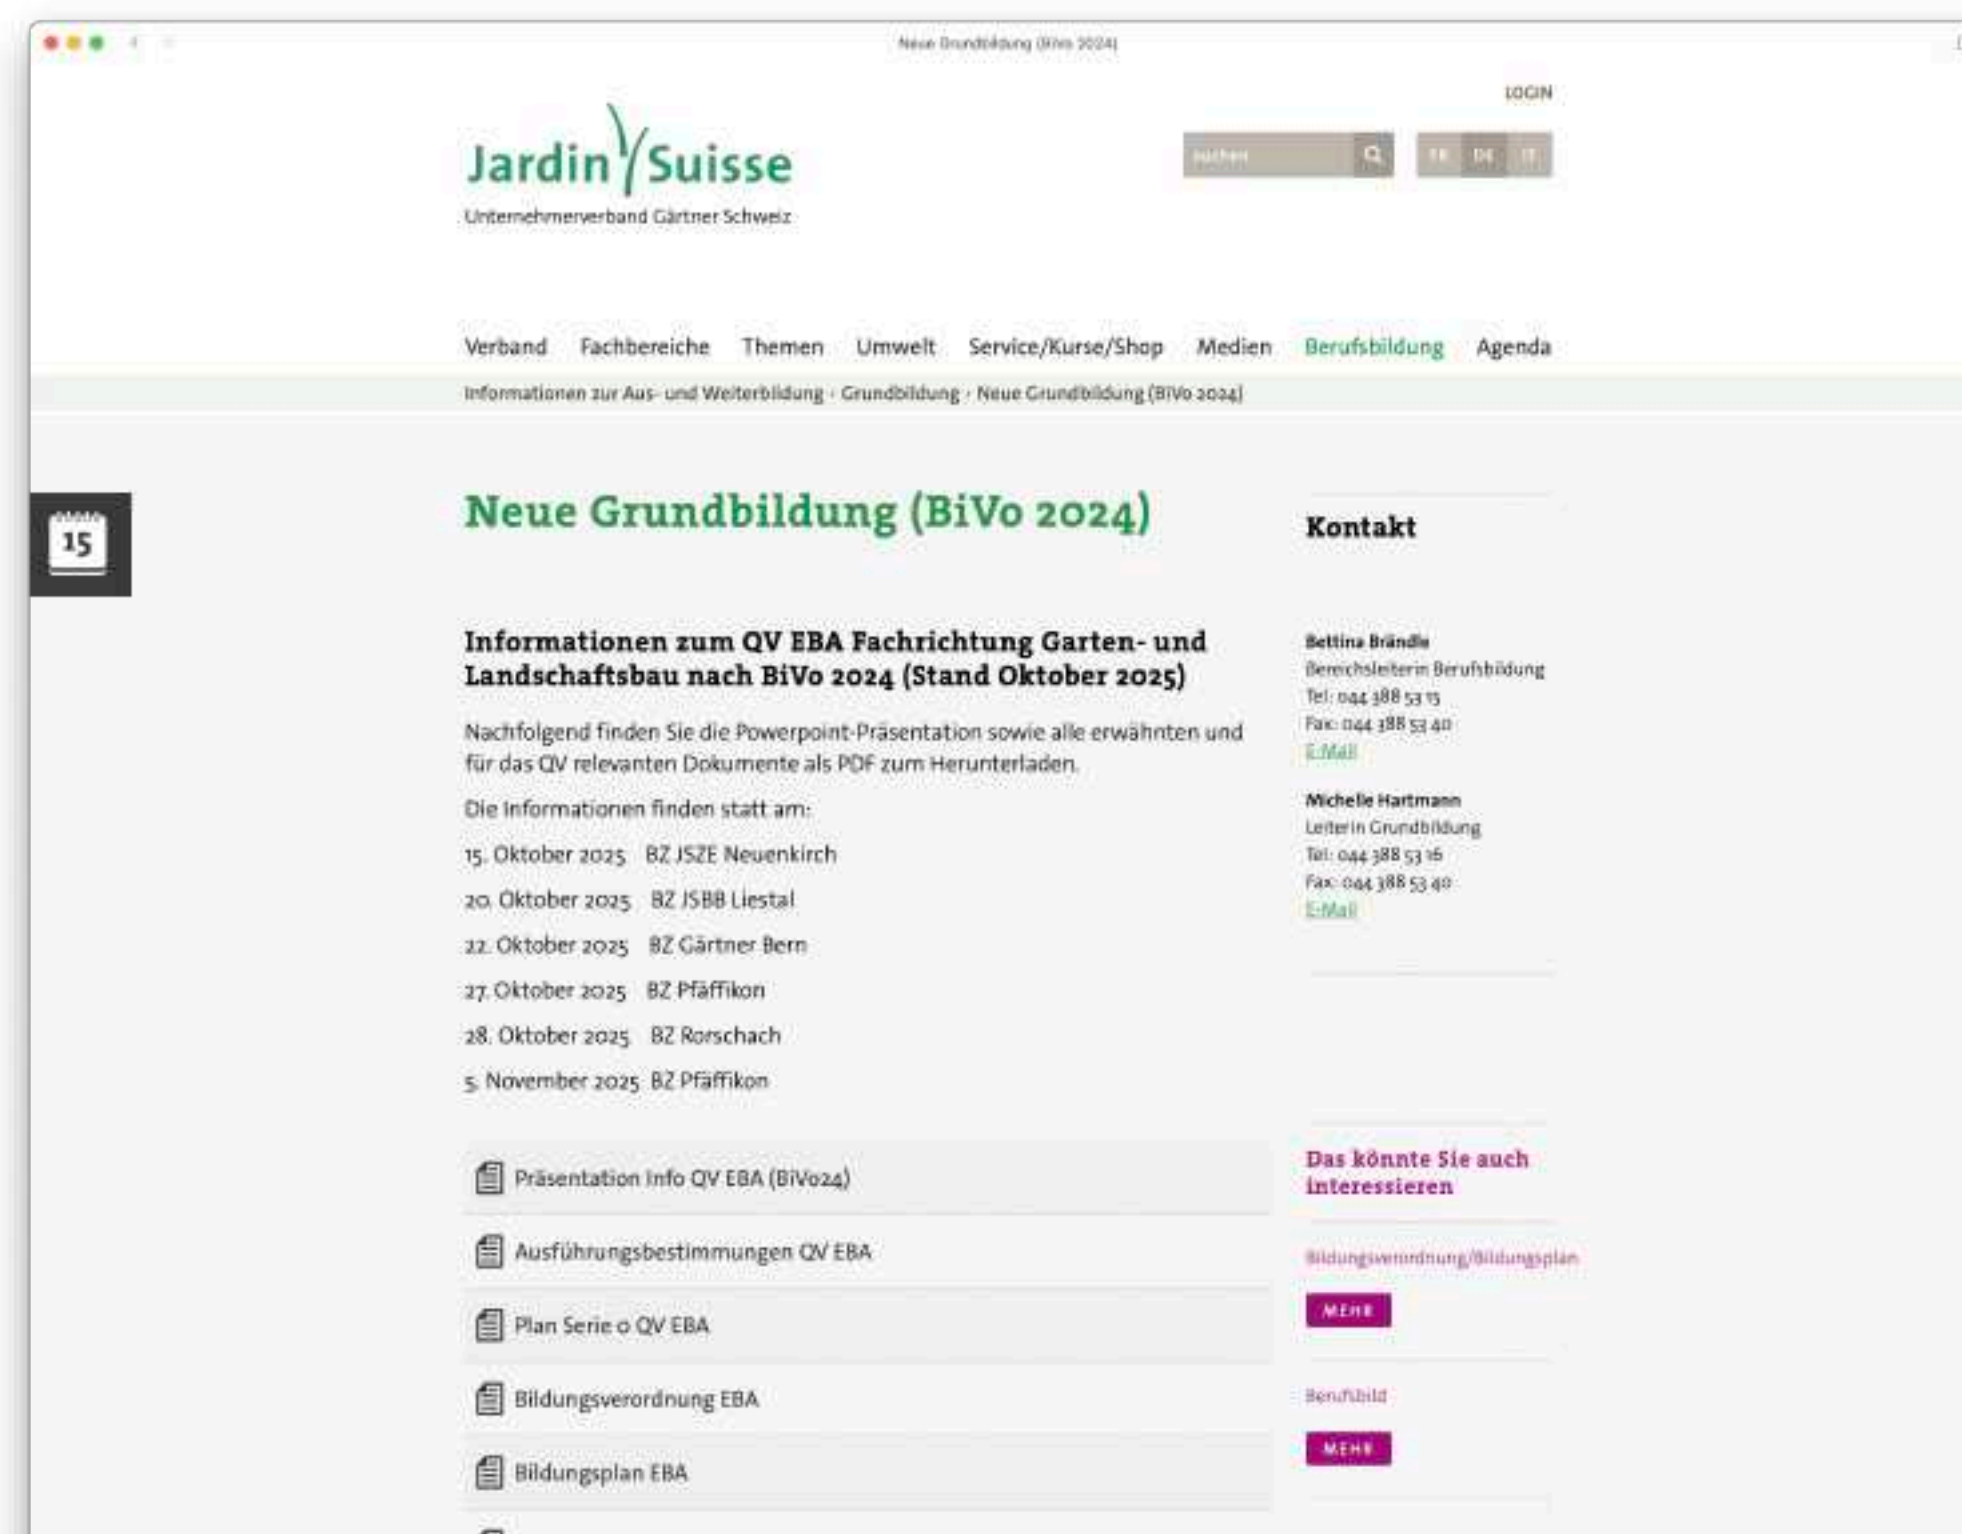 Neue Grundbildung (BiVo 2024)
LOGIN
Jardin Suisse
Unternehmerverband Gärtner Schweiz
suchen
FR DE IT
Verband Fachbereiche Themen Umwelt Service/Kurse/Shop Medien Berufsbildung Agenda
Informationen zur Aus- und Weiterbildung › Grundbildung › Neue Grundbildung (BiVo 2024)
15
Neue Grundbildung (BiVo 2024)
Informationen zum QV EBA Fachrichtung Garten- und
Landschaftsbau nach BiVo 2024 (Stand Oktober 2025)
Nachfolgend finden Sie die Powerpoint-Präsentation sowie alle erwähnten und
für das QV relevanten Dokumente als PDF zum Herunterladen.
Die Informationen finden statt am:
15. Oktober 2025 BZ JSZE Neuenkirch
20. Oktober 2025 BZ JSBB Liestal
22. Oktober 2025 BZ Gärtner Bern
27. Oktober 2025 BZ Pfäffikon
28. Oktober 2025 BZ Rorschach
5. November 2025 BZ Pfäffikon
Präsentation Info QV EBA (BiVo24)
Ausführungsbestimmungen QV EBA
Plan Serie 0 QV EBA
Bildungsverordnung EBA
Bildungsplan EBA
Kontakt
Bettina Brändle
Bereichsleiterin Berufsbildung
Tel: 044 388 53 15
Fax: 044 388 53 40
E-Mail
Michelle Hartmann
Leiterin Grundbildung
Tel: 044 388 53 16
Fax: 044 388 53 40
E-Mail
Das könnte Sie auch
interessieren
Bildungsverordnung/Bildungsplan
MEHR
Berufsbild
MEHR